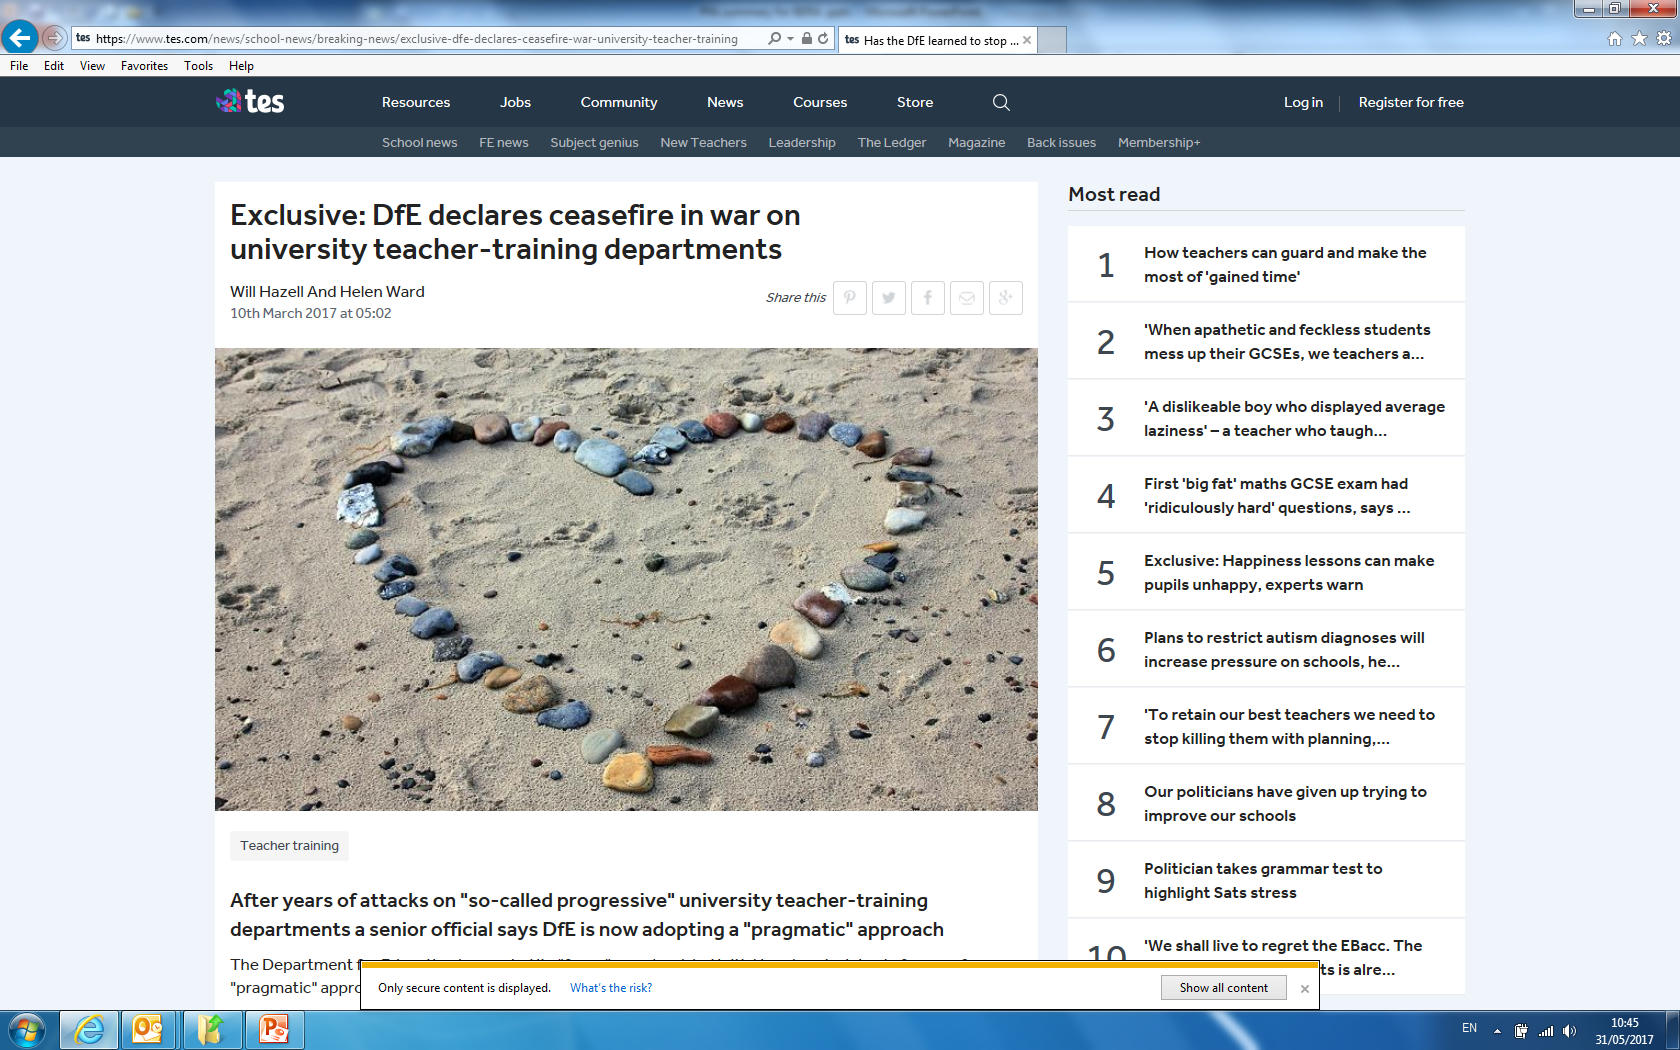 https://www.tes.com/news/school-news/breaking-news/exclusive-dfe-declares-ceasefire-war-university-teacher-training
tes Has the DfE learned to stop ...
File Edit View Favorites Tools Help
tes Resources Jobs Community News Courses Store Log in Register for free
School news FE news Subject genius New Teachers Leadership The Ledger Magazine Back issues Membership+
Exclusive: DfE declares ceasefire in war on
university teacher-training departments
Will Hazell And Helen Ward
10th March 2017 at 05:02
Share this
Teacher training
After years of attacks on "so-called progressive" university teacher-training
departments a senior official says DfE is now adopting a "pragmatic" approach
The Department
"pragmatic"
Most read
1 How teachers can guard and make the
most of 'gained time'
2 'When apathetic and feckless students
mess up their GCSEs, we teachers a...
3 'A dislikeable boy who displayed average
laziness' – a teacher who taugh...
4 First 'big fat' maths GCSE exam had
'ridiculously hard' questions, says ...
5 Exclusive: Happiness lessons can make
pupils unhappy, experts warn
6 Plans to restrict autism diagnoses will
increase pressure on schools, he...
7 'To retain our best teachers we need to
stop killing them with planning,...
8 Our politicians have given up trying to
improve our schools
9 Politician takes grammar test to
highlight Sats stress
10 'We shall live to regret the EBacc. The
ts is alre...
Only secure content is displayed. What's the risk? Show all content
EN
10:45
31/05/2017